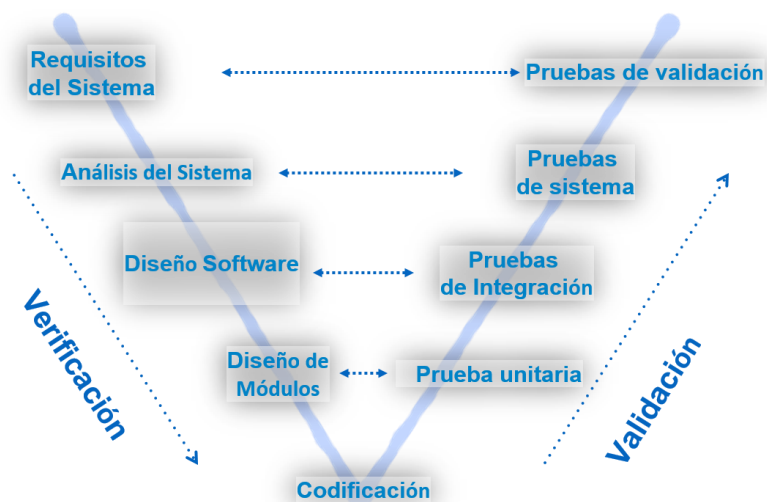 Requisitos
del Sistema
Pruebas de validación
Análisis del Sistema
Pruebas
de sistema
Diseño Software
Pruebas
de Integración
Diseño de
Módulos
Prueba unitaria
Codificación
Verificación
Validación